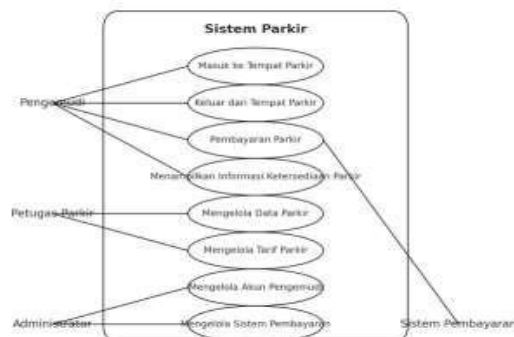 Sistem Parkir
Masuk ke Tempat Parkir
Pengemudi
Keluar dari Tempat Parkir
Pembayaran Parkir
Menampilkan Informasi Ketersediaan Parkir
Petugas Parkir
Mengelola Data Parkir
Mengelola Tarif Parkir
Mengelola Akun Pengemudi
Administrator
Mengelola Sistem Pembayaran
Sistem Pembayaran